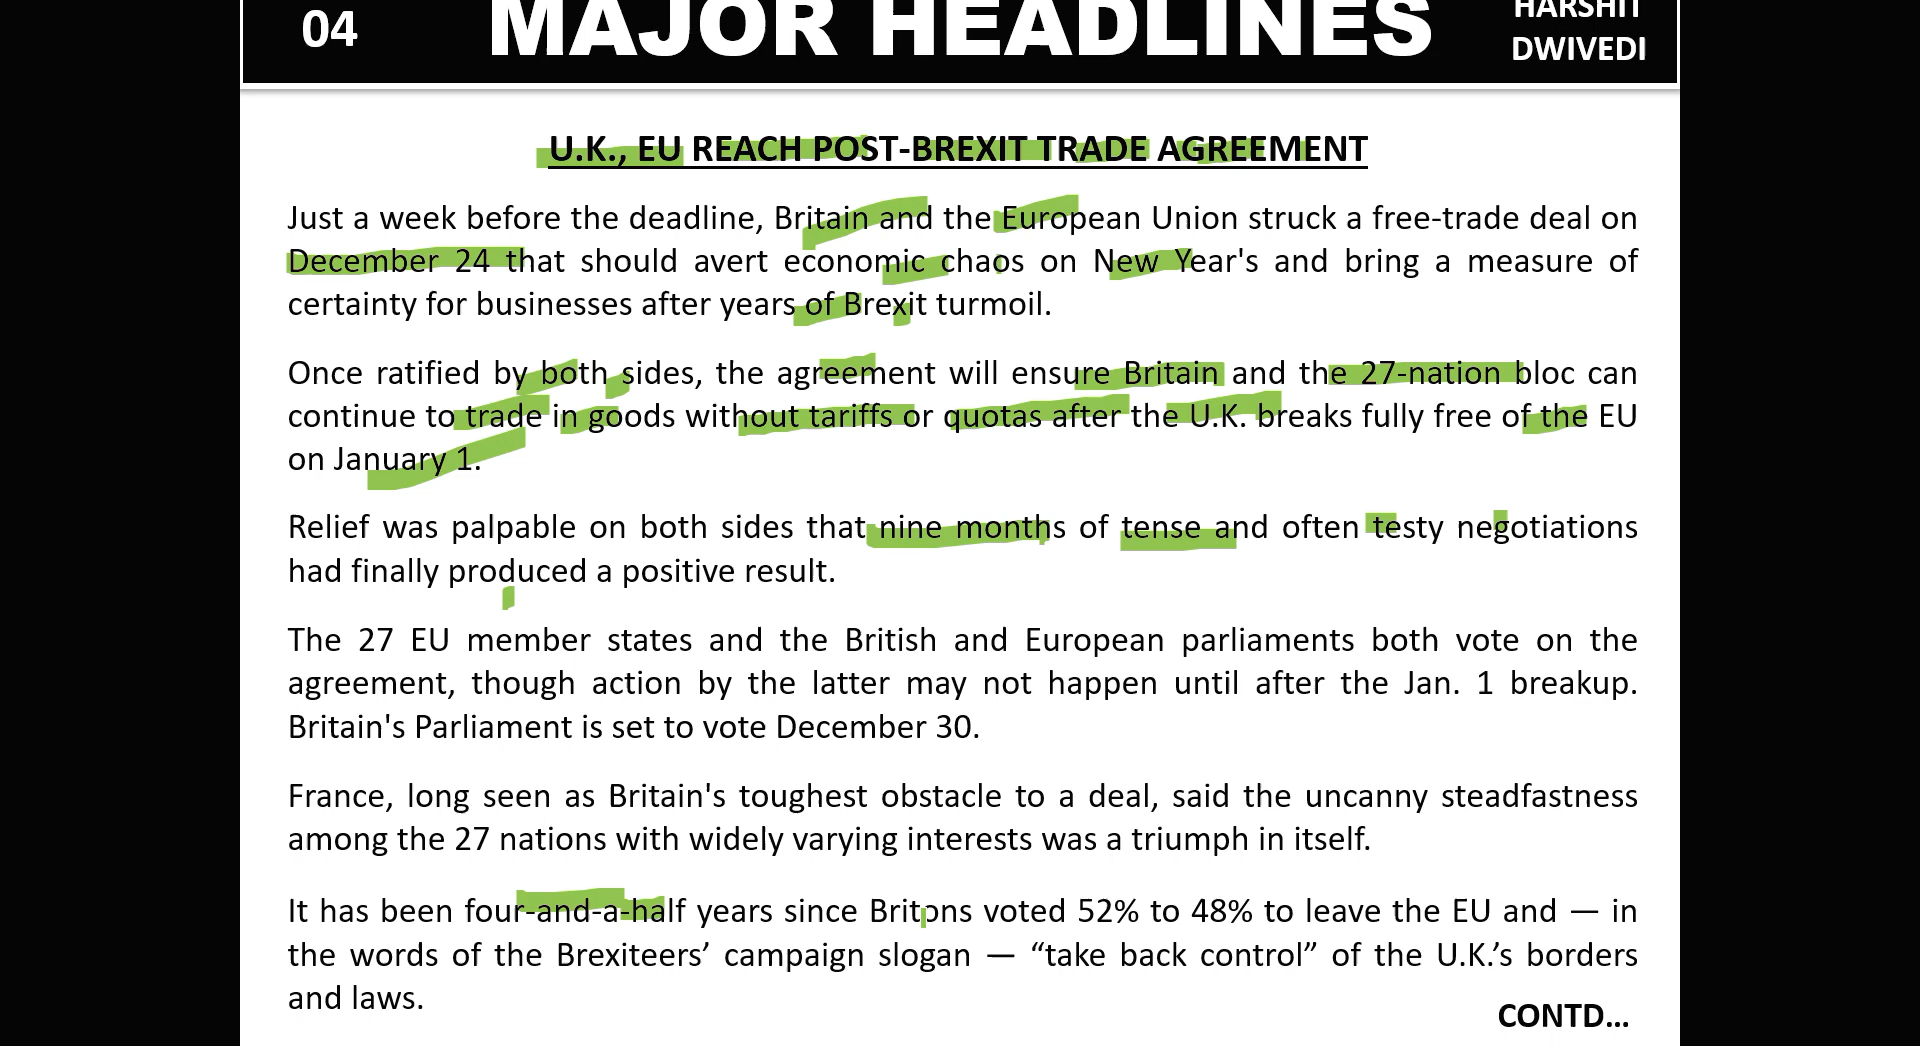 04
MAJOR HEADLINES
HARSHIT
DWIVEDI
U.K., EU REACH POST-BREXIT TRADE AGREEMENT
Just a week before the deadline, Britain and the European Union struck a free-trade deal on
December 24 that should avert economic chaos on New Year's and bring a measure of
certainty for businesses after years of Brexit turmoil.
Once ratified by both sides, the agreement will ensure Britain and the 27-nation bloc can
continue to trade in goods without tariffs or quotas after the U.K. breaks fully free of the EU
on January 1.
Relief was palpable on both sides that nine months of tense and often testy negotiations
had finally produced a positive result.
The 27 EU member states and the British and European parliaments both vote on the
agreement, though action by the latter may not happen until after the Jan. 1 breakup.
Britain's Parliament is set to vote December 30.
France, long seen as Britain's toughest obstacle to a deal, said the uncanny steadfastness
among the 27 nations with widely varying interests was a triumph in itself.
It has been four-and-a-half years since Britons voted 52% to 48% to leave the EU and — in
the words of the Brexiteers’ campaign slogan — “take back control” of the U.K.’s borders
and laws.
CONTD...